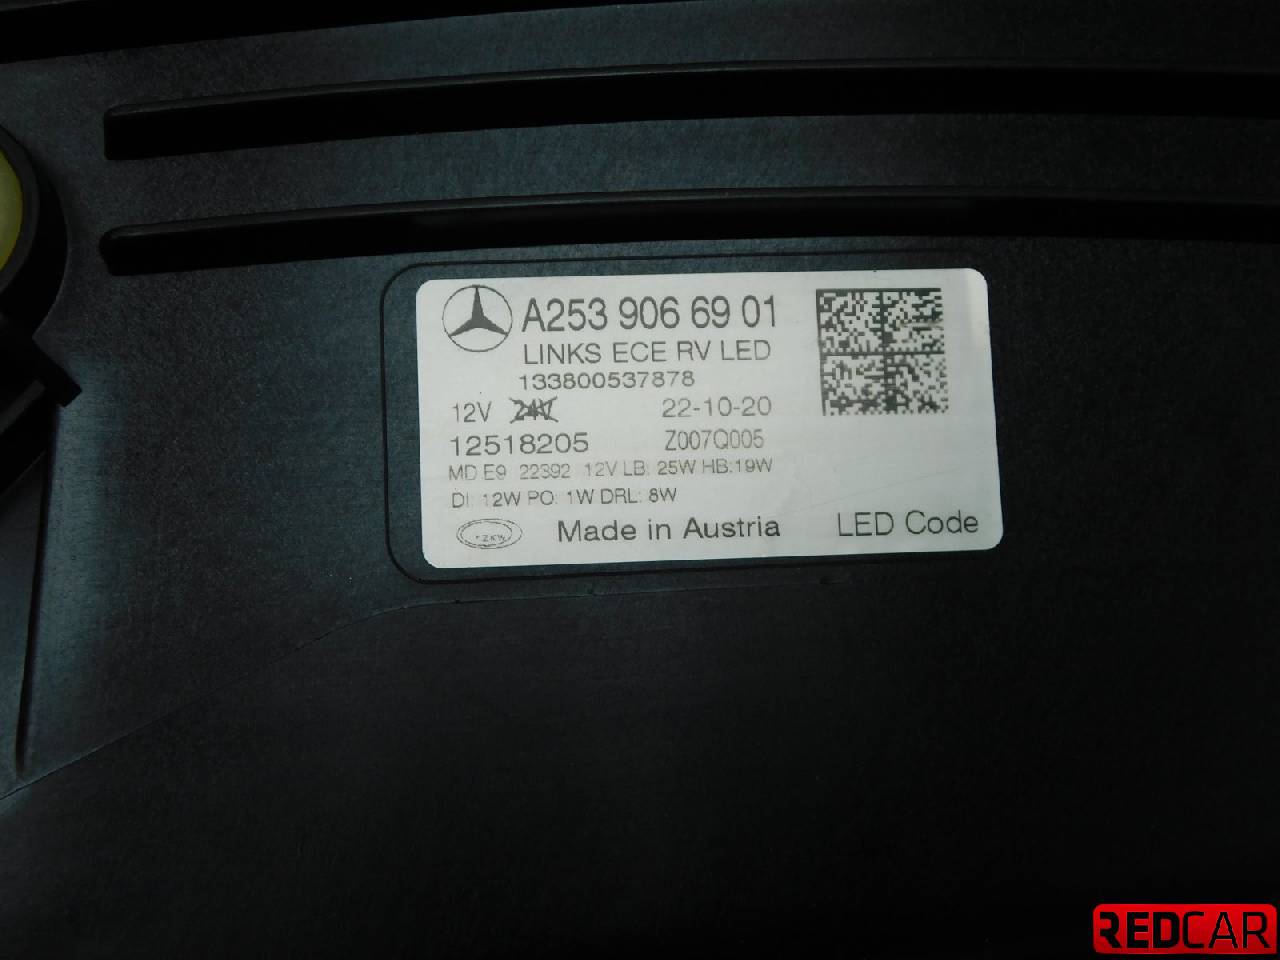 A253 906 69 01
LINKS ECE RV LED
133800537878
12V 24V 22-10-20
12518205 Z007Q005
MD E9 22392 12V LB: 25W HB:19W
DI: 12W PO: 1W DRL: 8W
ZKW Made in Austria LED Code
REDCAR